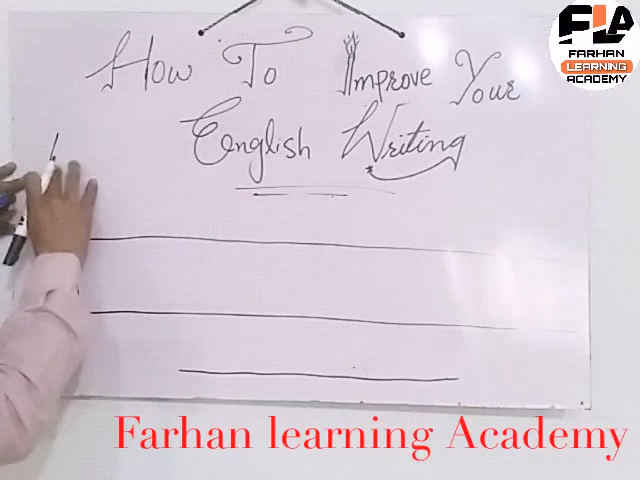 FLA
FARHAN
LEARNING
ACADEMY
How To Improve Your
English Writing
Farhan learning Academy